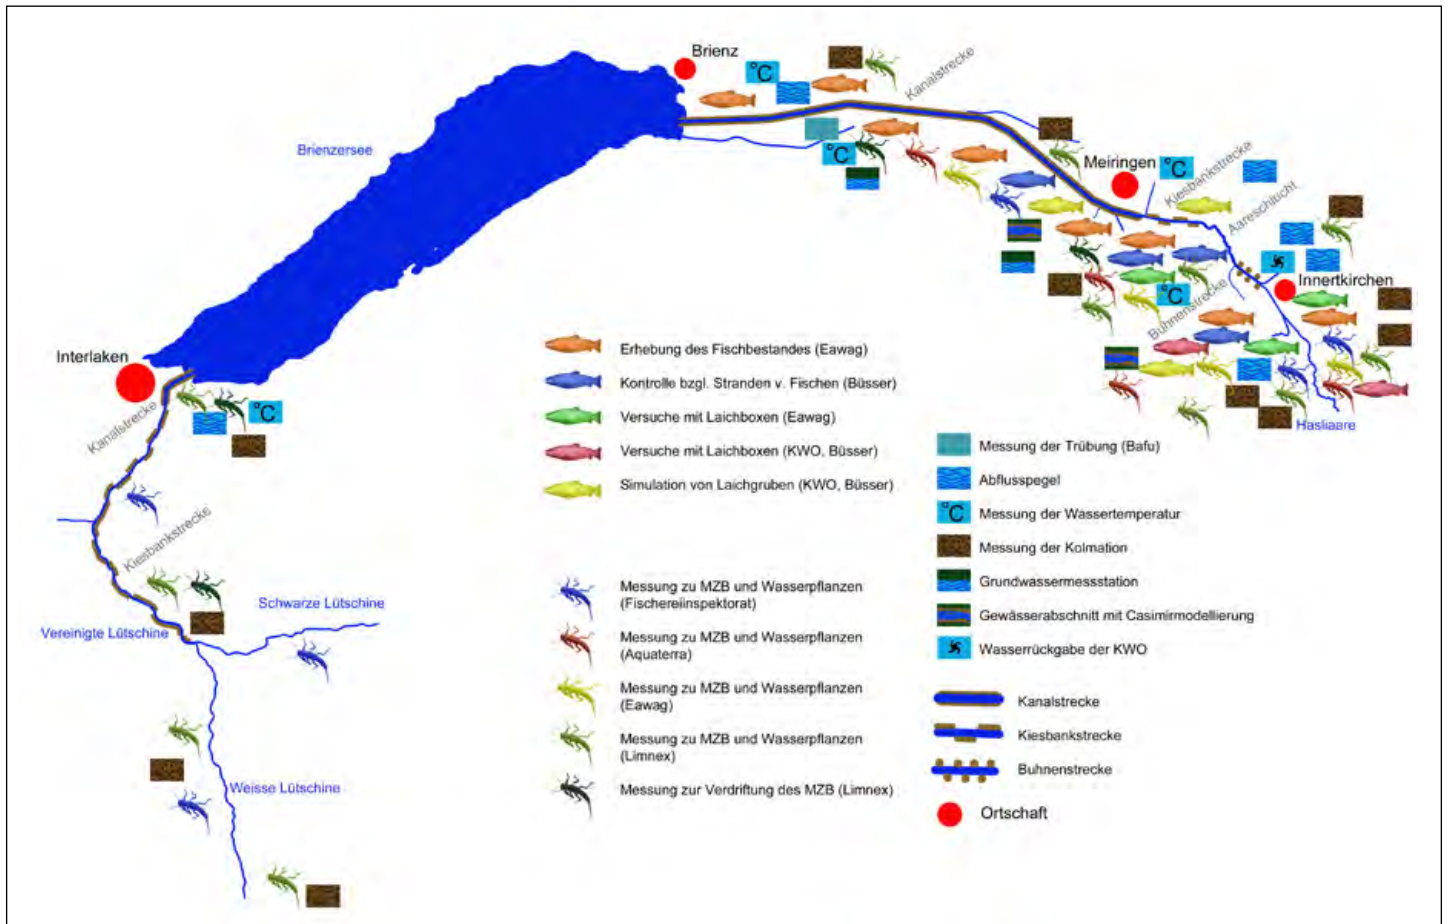 Brienz
°C
Kanalstrecke
Brienzersee
°C
Meiringen
°C
Kiesbankstrecke
Aareschlucht
Innertkirchen
°C
Buhnenstrecke
Hasliaare
Interlaken
Kanalstrecke
°C
Kiesbankstrecke
Schwarze Lütschine
Vereinigte Lütschine
Weisse Lütschine
Erhebung des Fischbestandes (Eawag)
Kontrolle bzgl. Stranden v. Fischen (Büsser)
Versuche mit Laichboxen (Eawag)
Versuche mit Laichboxen (KWO, Büsser)
Simulation von Laichgruben (KWO, Büsser)
Messung zu MZB und Wasserpflanzen
(Fischereiinspektorat)
Messung zu MZB und Wasserpflanzen
(Aquaterra)
Messung zu MZB und Wasserpflanzen
(Eawag)
Messung zu MZB und Wasserpflanzen
(Limnex)
Messung zur Verdriftung des MZB (Limnex)
Messung der Trübung (Bafu)
Abflusspegel
°C
Messung der Wassertemperatur
Messung der Kolmation
Grundwassermessstation
Gewässerabschnitt mit Casimirmodellierung
Wasserrückgabe der KWO
Kanalstrecke
Kiesbankstrecke
Buhnenstrecke
Ortschaft